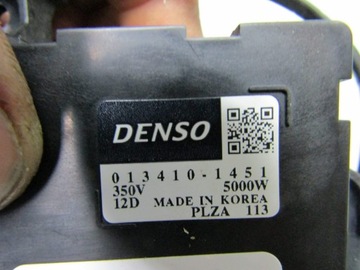 DENSO
013410-1451
350V 5000W
12D MADE IN KOREA
PLZA 113